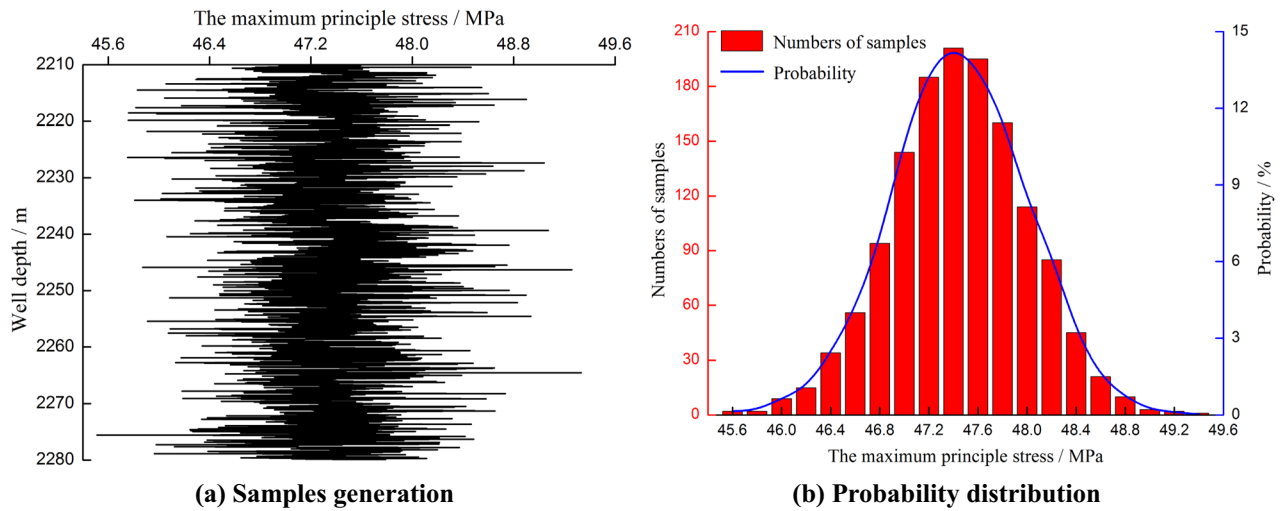 The maximum principle stress / MPa
45.6 46.4 47.2 48.0 48.8 49.6
2210
2220
2230
2240
2250
2260
2270
2280
Well depth / m
(a) Samples generation
210
180
150
120
90
60
30
0
Numbers of samples
Numbers of samples
Probability
15
12
9
6
3
0
Probability / %
45.6 46.0 46.4 46.8 47.2 47.6 48.0 48.4 48.8 49.2 49.6
The maximum principle stress / MPa
(b) Probability distribution